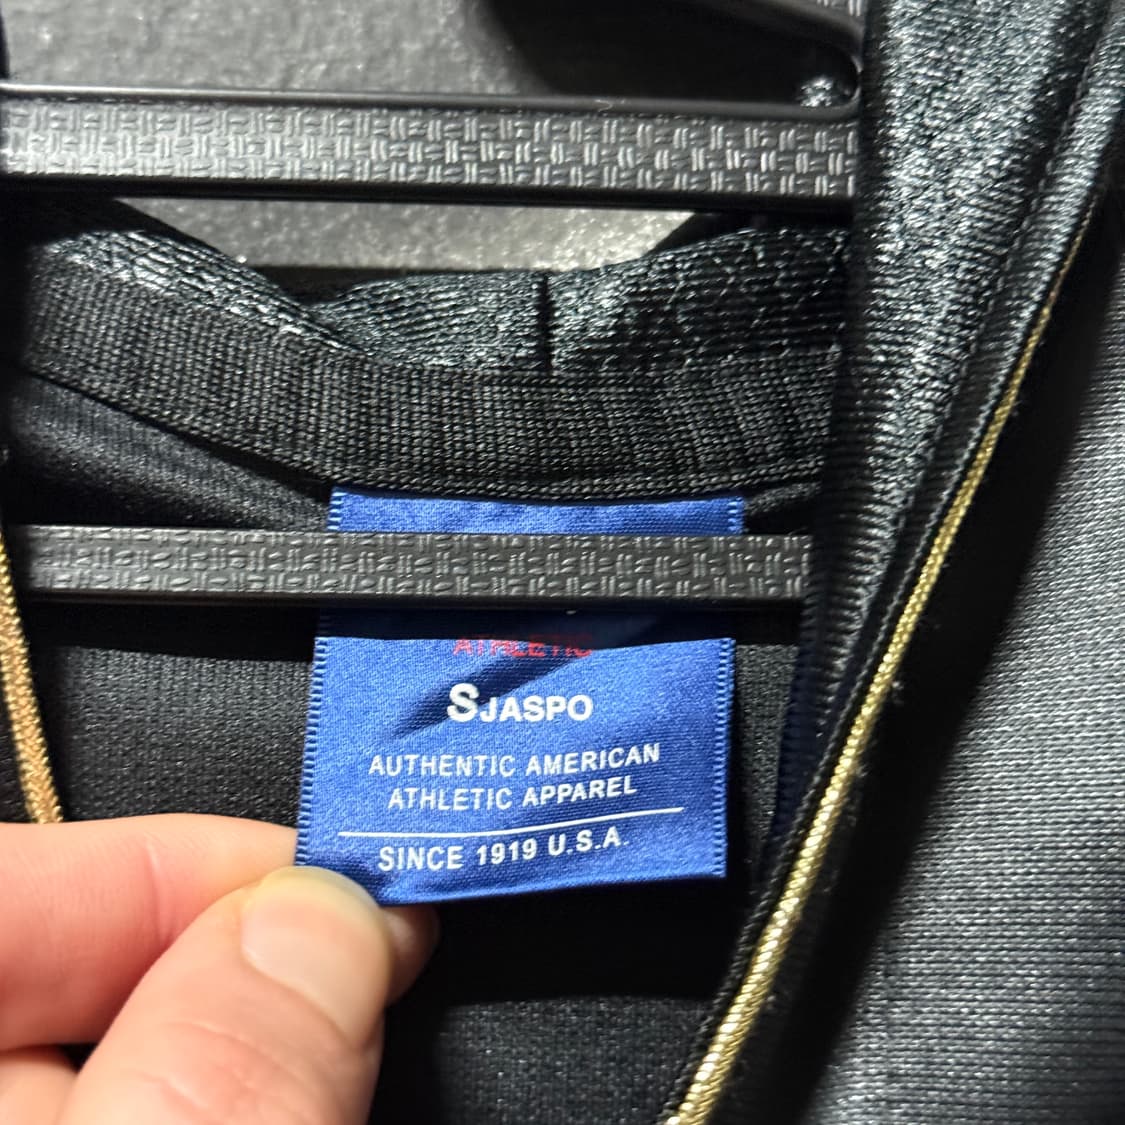 ATHLETIC
SJASPO
AUTHENTIC AMERICAN
ATHLETIC APPAREL
SINCE 1919 U.S.A.